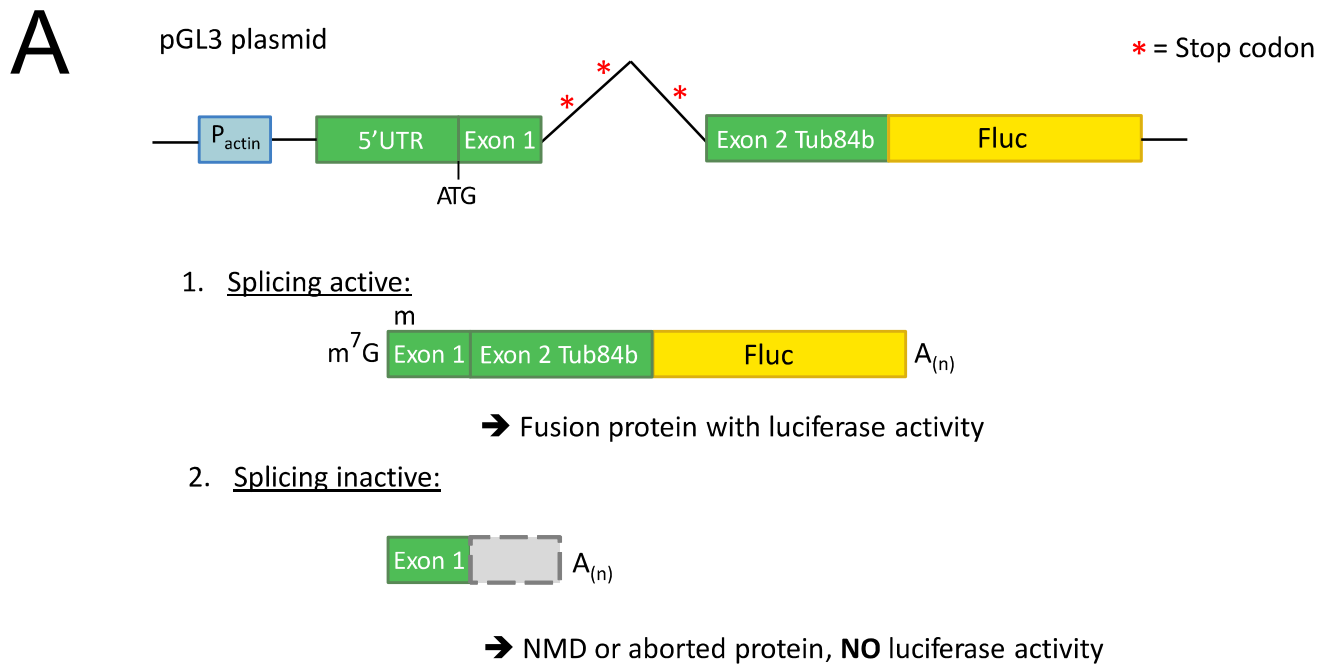 A
pGL3 plasmid
* = Stop codon
* * *
P actin
5’UTR
Exon 1
Exon 2 Tub84b
Fluc
ATG
1. Splicing active:
m
m⁷G
Exon 1
Exon 2 Tub84b
Fluc
A(n)
➔ Fusion protein with luciferase activity
2. Splicing inactive:
Exon 1
A(n)
➔ NMD or aborted protein, NO luciferase activity